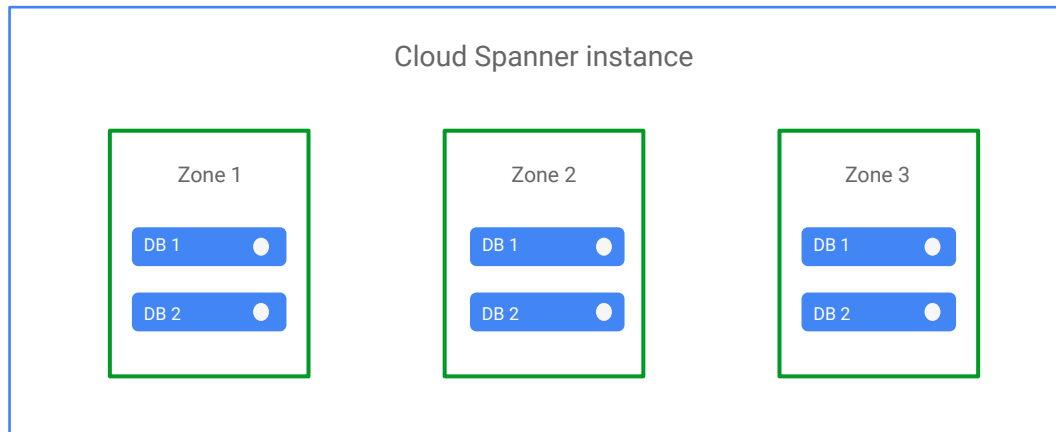 Cloud Spanner instance
Zone 1
DB 1
DB 2
Zone 2
DB 1
DB 2
Zone 3
DB 1
DB 2